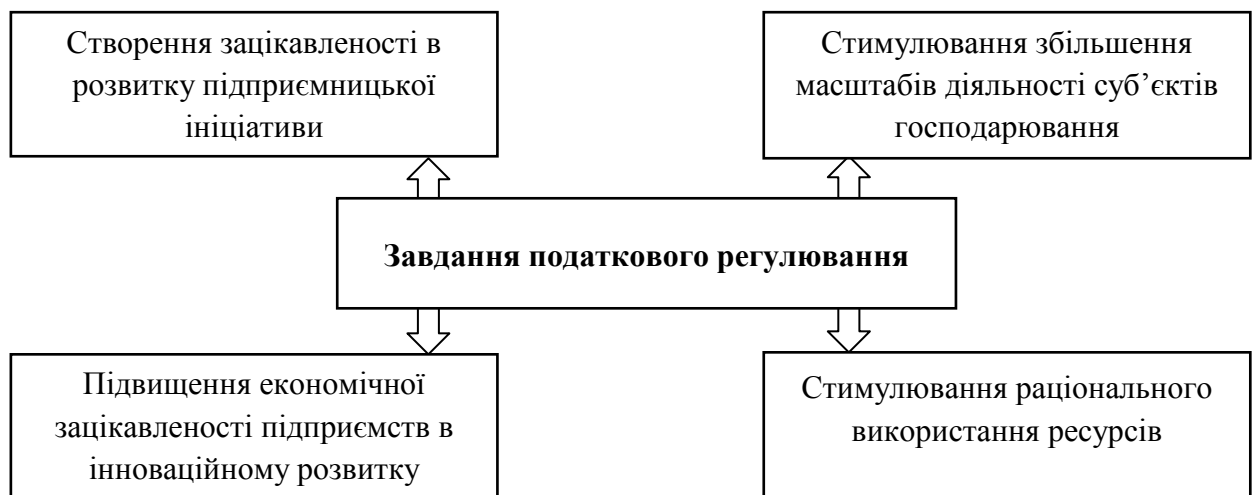 Створення зацікавленості в
розвитку підприємницької
ініціативи
Стимулювання збільшення
масштабів діяльності суб’єктів
господарювання
Завдання податкового регулювання
Підвищення економічної
зацікавленості підприємств в
інноваційному розвитку
Стимулювання раціонального
використання ресурсів